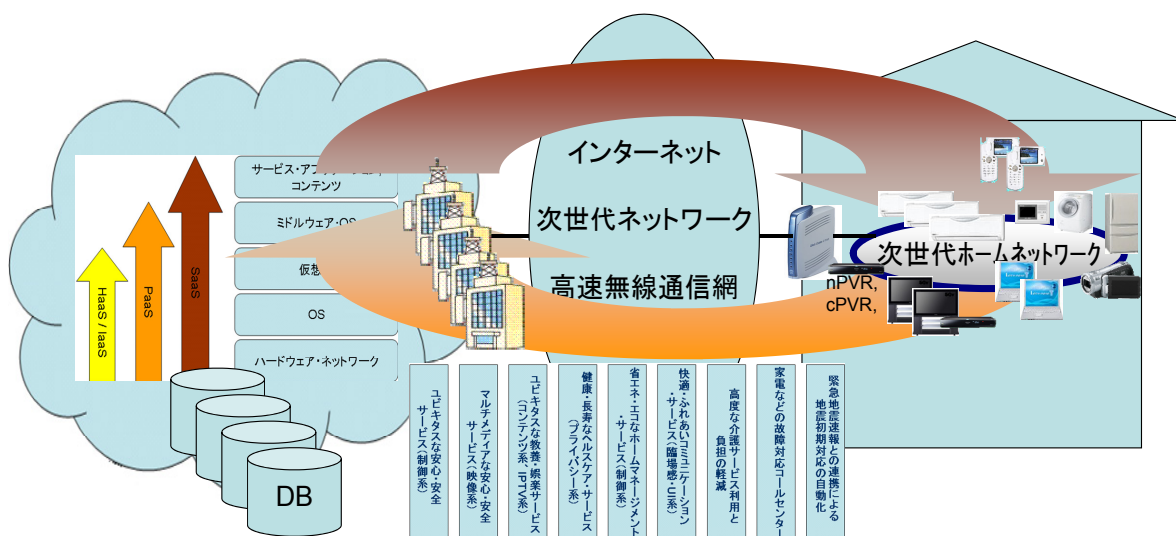 サービス・アプリケーション・
コンテンツ
ミドルウェア・OS
仮想
OS
ハードウェア・ネットワーク
HaaS / IaaS
PaaS
SaaS
DB
インターネット
次世代ネットワーク
高速無線通信網
次世代ホームネットワーク
nPVR,
cPVR,
ユビキタスな安心・安全
サービス(制御系)
マルチメディアな安心・安全
サービス(映像系)
ユビキタスな教養・娯楽サービス
(コンテンツ系、IPTV系)
健康・長寿なヘルスケア・サービス
(プライバシー系)
省エネ・エコなホームマネージメント
・サービス(制御系)
快適・ふれあいコミュニケーション
・サービス(臨場感・UI系)
高度な介護サービス利用と
負担の軽減
家電などの故障対応コールセンター
緊急地震速報との連携による
地震初期対応の自動化